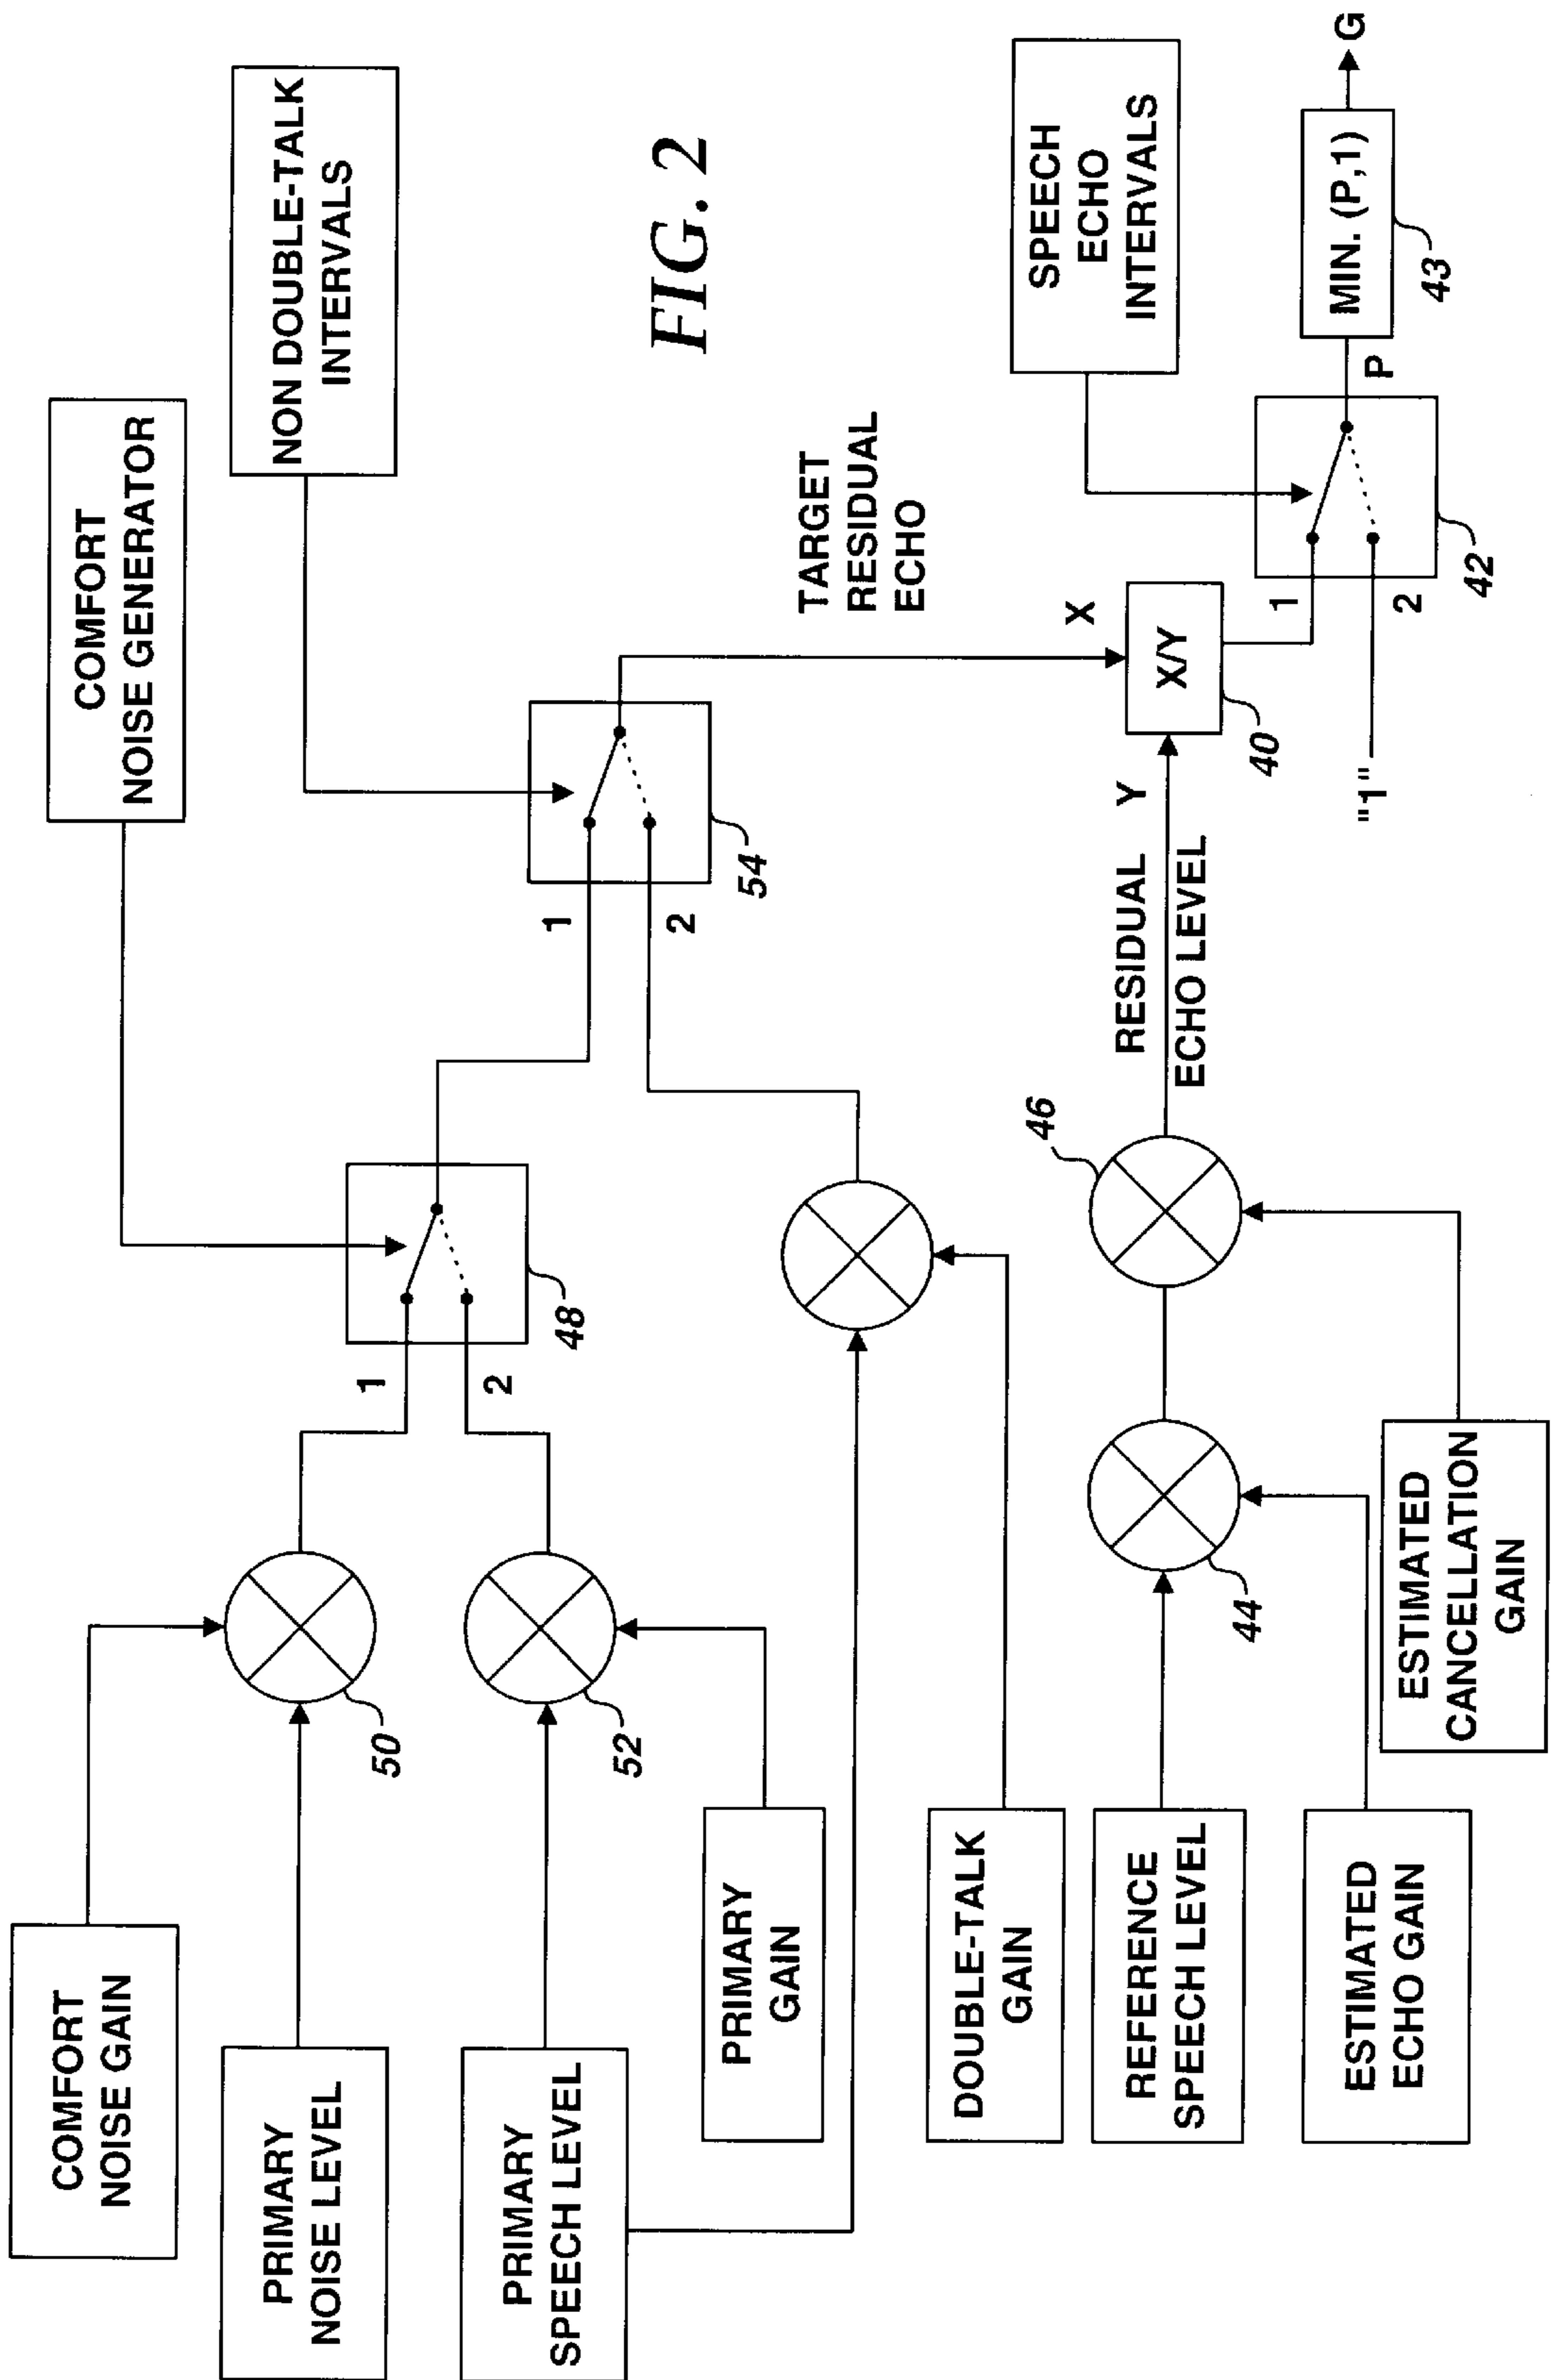 COMFORT
NOISE GAIN
PRIMARY
NOISE LEVEL
PRIMARY
SPEECH LEVEL
PRIMARY
GAIN
DOUBLE-TALK
GAIN
REFERENCE
SPEECH LEVEL
ESTIMATED
ECHO GAIN
ESTIMATED
CANCELLATION
GAIN
50
52
44
46
1
2
48
COMFORT
NOISE GENERATOR
NON DOUBLE-TALK
INTERVALS
1
2
54
RESIDUAL Y
ECHO LEVEL
TARGET
RESIDUAL
ECHO
X
X/Y
40
"1"
1
2
42
SPEECH
ECHO
INTERVALS
P
MIN. (P,1)
43
G
FIG. 2